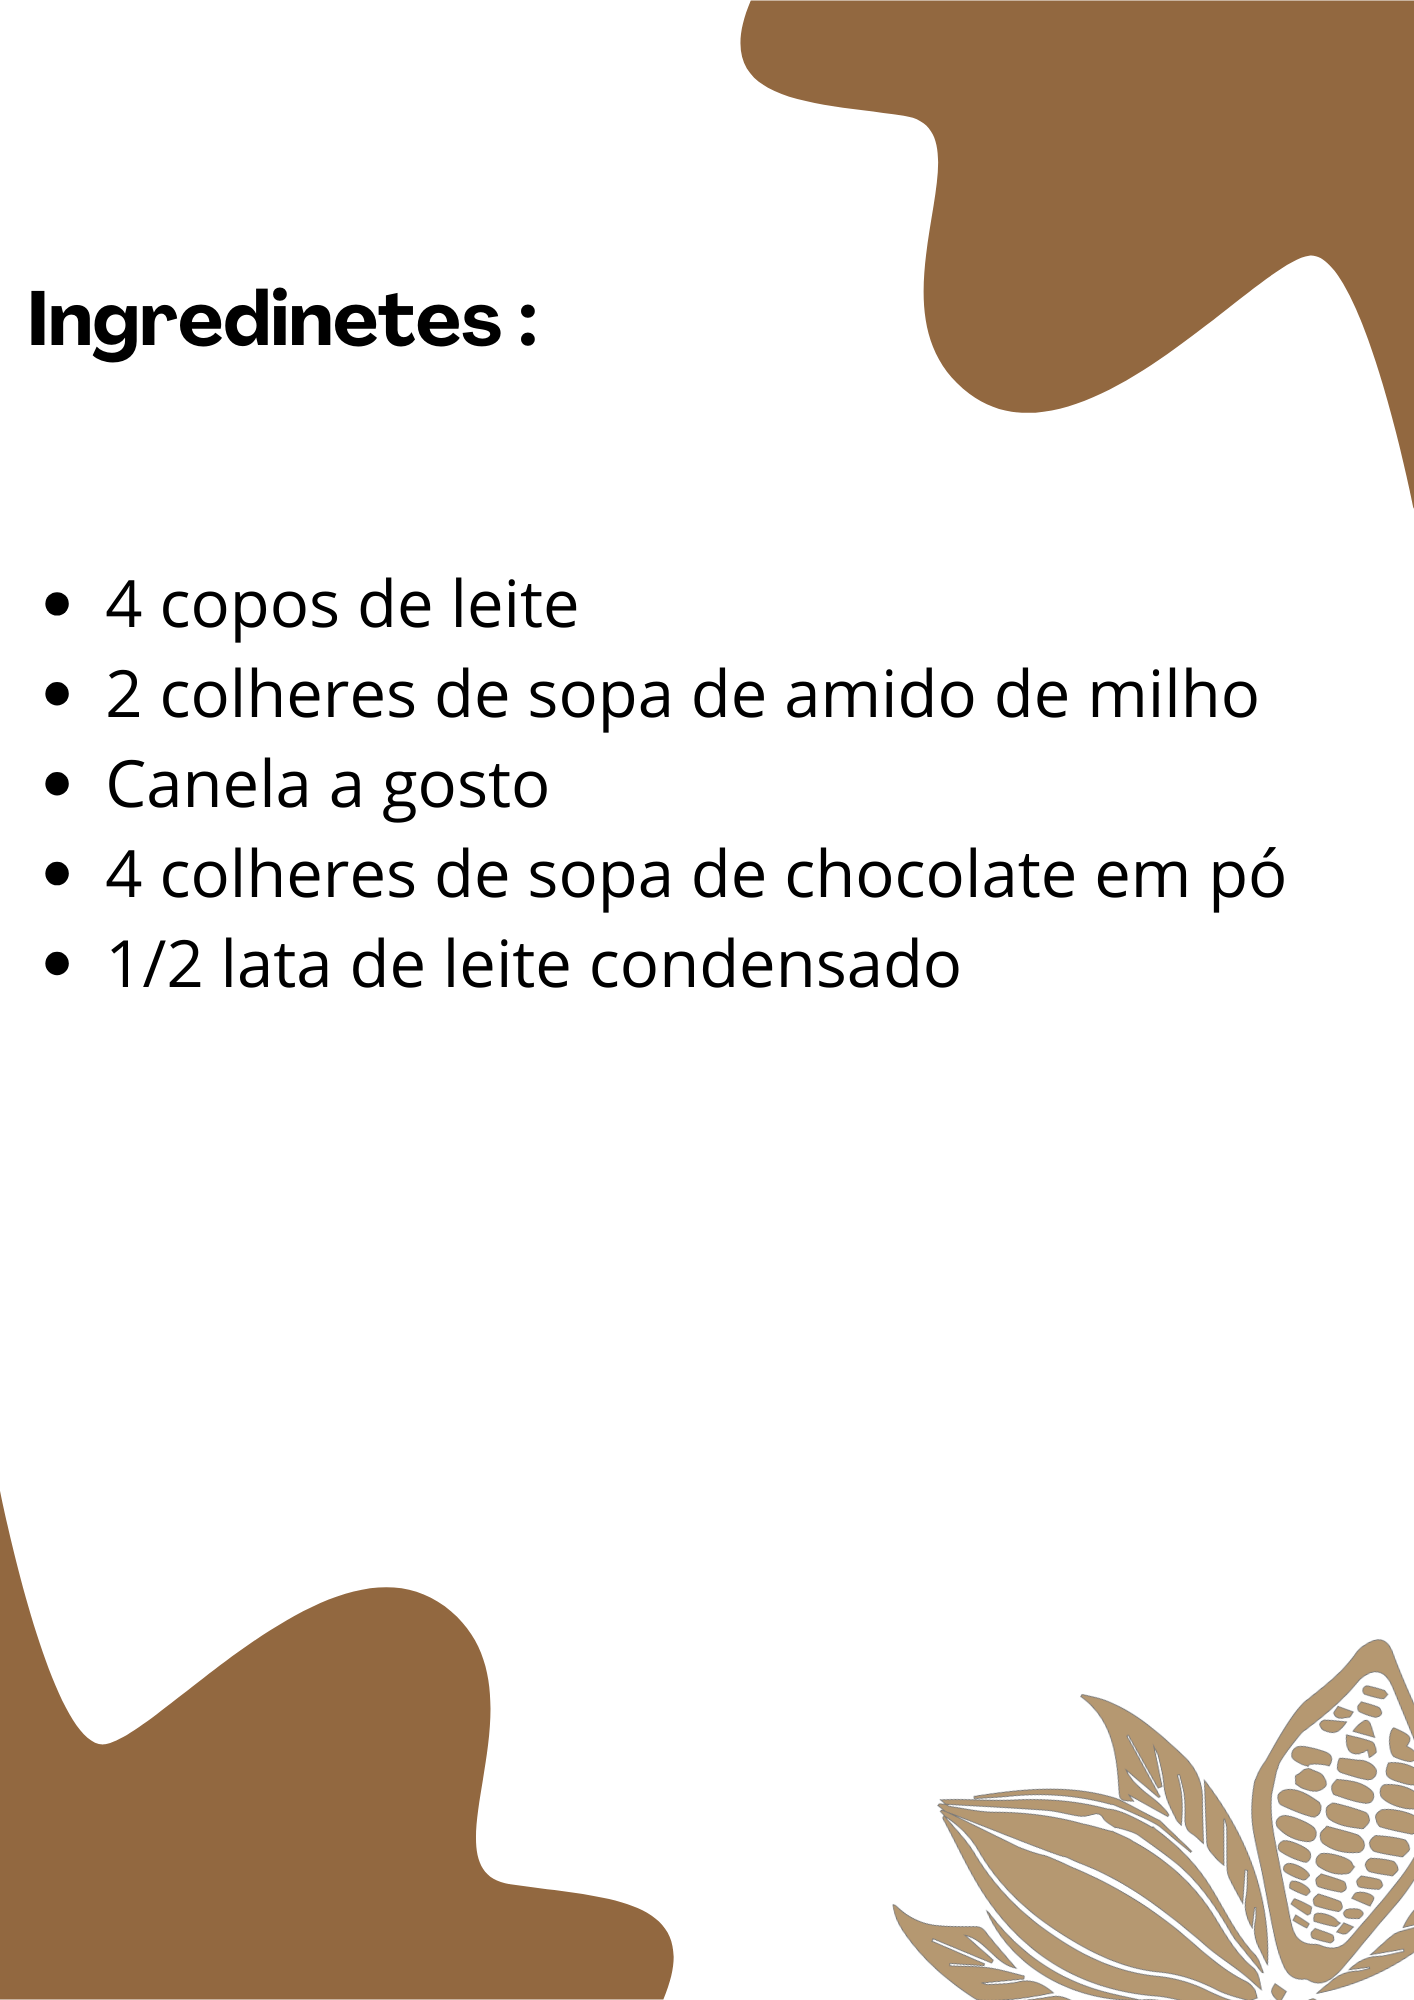 Ingredinetes :
• 4 copos de leite
• 2 colheres de sopa de amido de milho
• Canela a gosto
• 4 colheres de sopa de chocolate em pó
• 1/2 lata de leite condensado